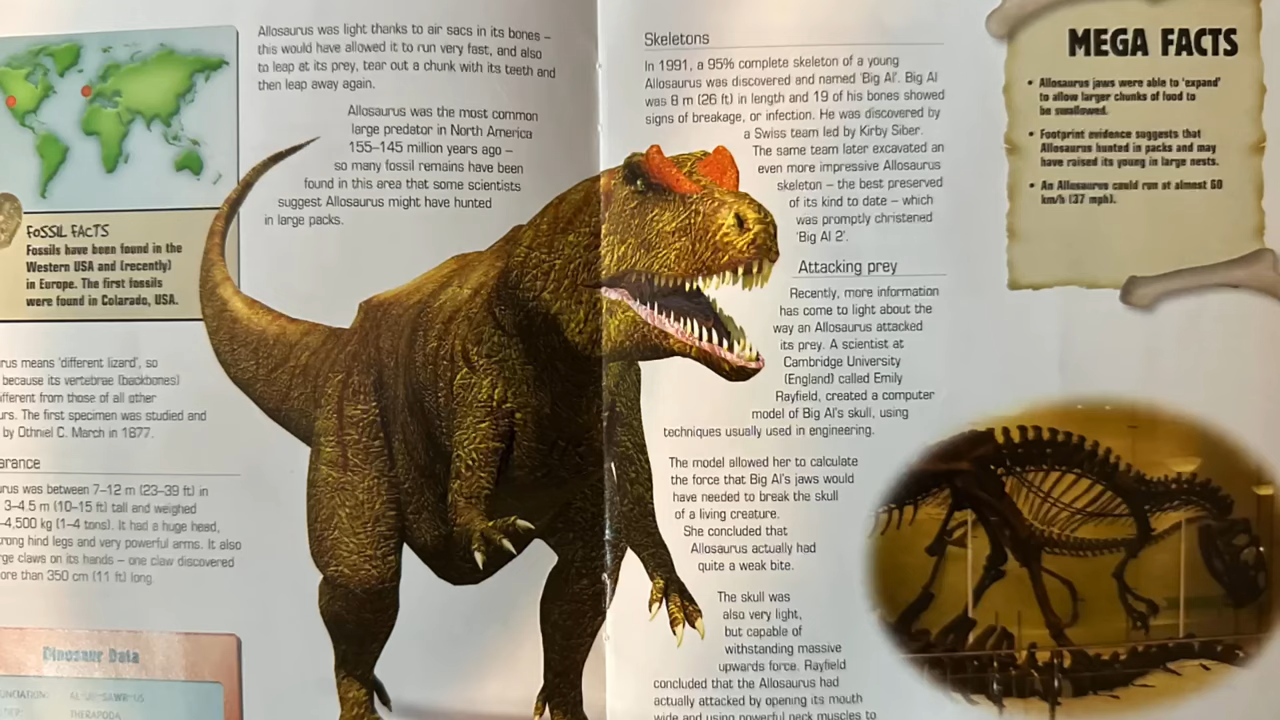 Allosaurus was light thanks to air sacs in its bones –
this would have allowed it to run very fast, and also
to leap at its prey, tear out a chunk with its teeth and
then leap away again.
Allosaurus was the most common
large predator in North America
155–145 million years ago –
so many fossil remains have been
found in this area that some scientists
suggest Allosaurus might have hunted
in large packs.
FOSSIL FACTS
Fossils have been found in the
Western USA and (recently)
in Europe. The first fossils
were found in Colarado, USA.
rus means 'different lizard', so
because its vertebrae (backbones)
ifferent from those of all other
urs. The first specimen was studied and
by Othniel C. March in 1877.
arance
rus was between 7–12 m (23–39 ft) in
3–4.5 m (10–15 ft) tall and weighed
–4,500 kg (1–4 tons). It had a huge head,
trong hind legs and very powerful arms. It also
rge claws on its hands – one claw discovered
ore than 350 cm (11 ft) long.
Dinosaur Data
UNCIATION: AL-UH-SAWR-US
THERAPODA
Skeletons
In 1991, a 95% complete skeleton of a young
Allosaurus was discovered and named 'Big Al'. Big Al
was 8 m (26 ft) in length and 19 of his bones showed
signs of breakage, or infection. He was discovered by
a Swiss team led by Kirby Siber.
The same team later excavated an
even more impressive Allosaurus
skeleton – the best preserved
of its kind to date – which
was promptly christened
'Big Al 2'.
Attacking prey
Recently, more information
has come to light about the
way an Allosaurus attacked
its prey. A scientist at
Cambridge University
(England) called Emily
Rayfield, created a computer
model of Big Al's skull, using
techniques usually used in engineering.
The model allowed her to calculate
the force that Big Al's jaws would
have needed to break the skull
of a living creature.
She concluded that
Allosaurus actually had
quite a weak bite.
The skull was
also very light,
but capable of
withstanding massive
upwards force. Rayfield
concluded that the Allosaurus had
actually attacked by opening its mouth
wide and using powerful neck muscles to
MEGA FACTS
• Allosaurus jaws were able to 'expand'
to allow larger chunks of food to
be swallowed.
• Footprint evidence suggests that
Allosaurus hunted in packs and may
have raised its young in large nests.
• An Allosaurus could run at almost 60
km/h (37 mph).